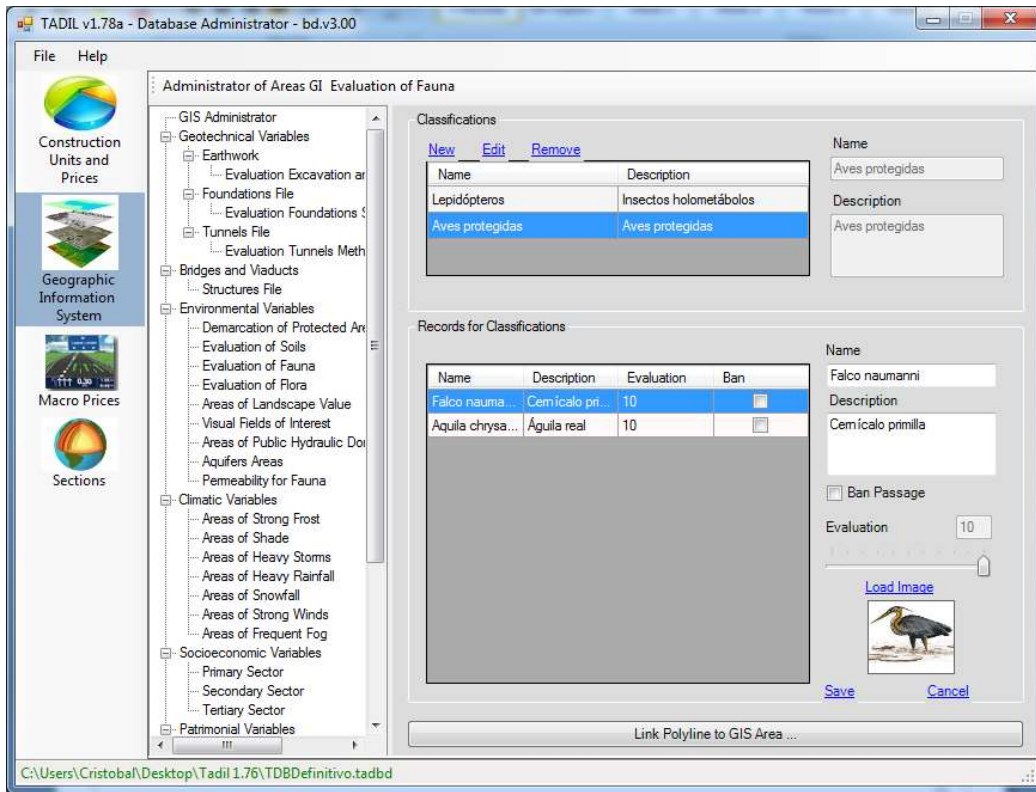 TADIL v1.78a - Database Administrator - bd.v3.00
File Help
Construction
Units and
Prices
Geographic
Information
System
Macro Prices
Sections
Administrator of Areas GI Evaluation of Fauna
GIS Administrator
Geotechnical Variables
Earthwork
Evaluation Excavation ar
Foundations File
Evaluation Foundations S
Tunnels File
Evaluation Tunnels Meth
Bridges and Viaducts
Structures File
Environmental Variables
Demarcation of Protected Are
Evaluation of Soils
Evaluation of Fauna
Evaluation of Flora
Areas of Landscape Value
Visual Fields of Interest
Areas of Public Hydraulic Dor
Aquifers Areas
Permeability for Fauna
Climatic Variables
Areas of Strong Frost
Areas of Shade
Areas of Heavy Storms
Areas of Heavy Rainfall
Areas of Snowfall
Areas of Strong Winds
Areas of Frequent Fog
Socioeconomic Variables
Primary Sector
Secondary Sector
Tertiary Sector
Patrimonial Variables
Classifications
New Edit Remove
Name Description
Lepidópteros Insectos holometábolos
Aves protegidas Aves protegidas
Name
Aves protegidas
Description
Aves protegidas
Records for Classifications
Name Description Evaluation Ban
Falco nauma... Cernícalo pri... 10
Aquila chrysa... Águila real 10
Name
Falco naumanni
Description
Cernícalo primilla
Ban Passage
Evaluation 10
Load Image
Save Cancel
Link Polyline to GIS Area ...
C:\Users\Cristobal\Desktop\Tadil 1.76\TDBDefinitivo.tadbd